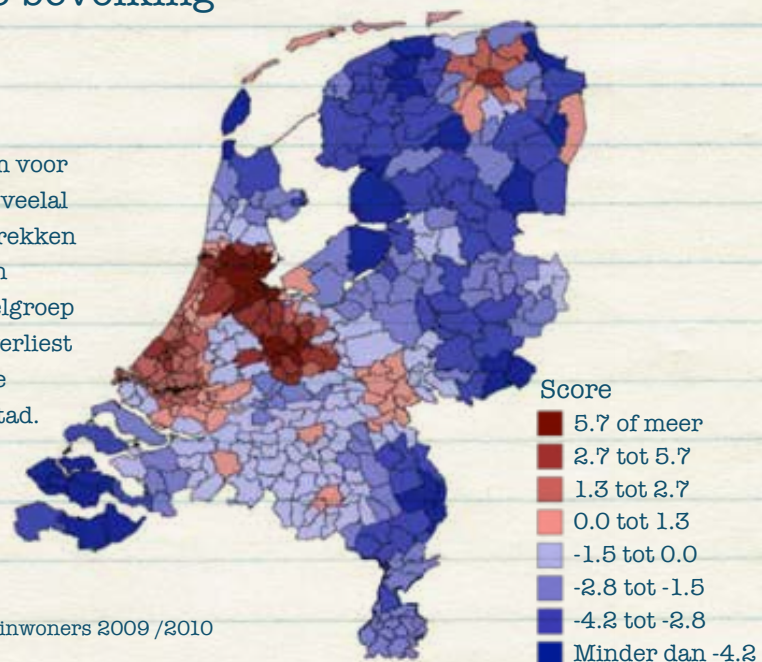 bevolking
n voor
veelal
rekken
n
elgroep
erliest
e
tad.
inwoners 2009 /2010
Score
5.7 of meer
2.7 tot 5.7
1.3 tot 2.7
0.0 tot 1.3
-1.5 tot 0.0
-2.8 tot -1.5
-4.2 tot -2.8
Minder dan -4.2